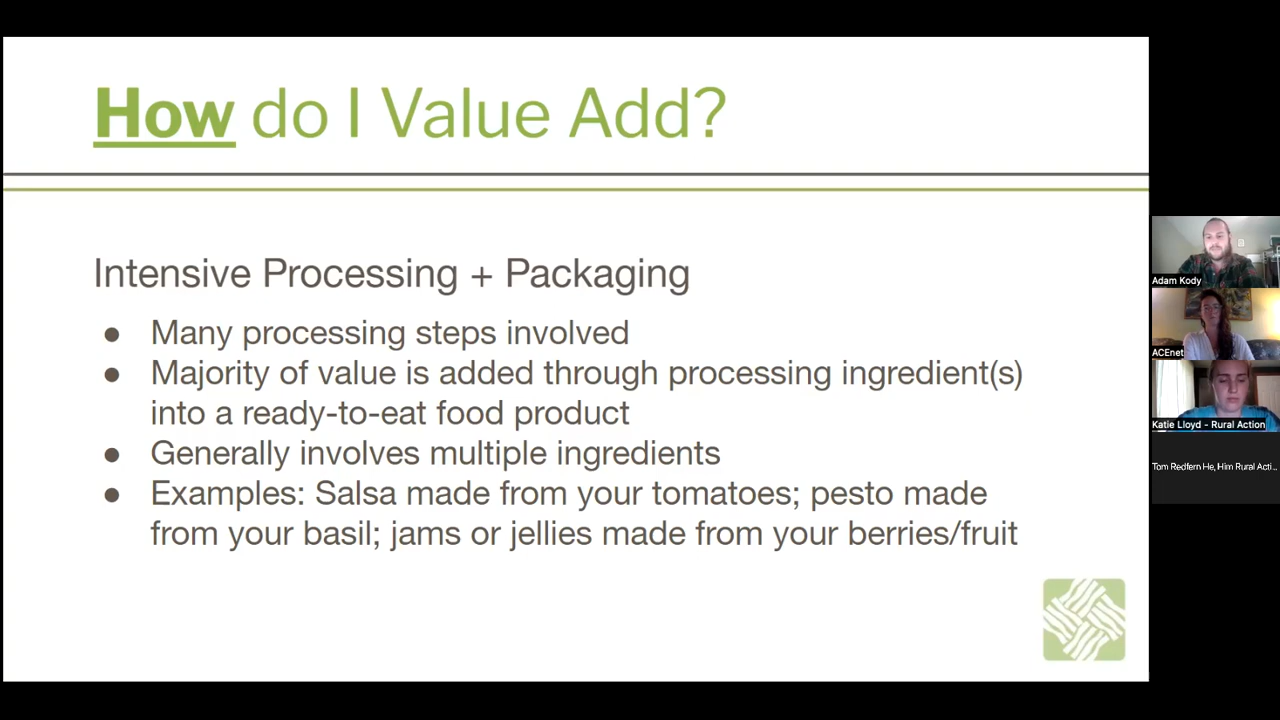 How do I Value Add?
Intensive Processing + Packaging
● Many processing steps involved
● Majority of value is added through processing ingredient(s)
into a ready-to-eat food product
● Generally involves multiple ingredients
● Examples: Salsa made from your tomatoes; pesto made
from your basil; jams or jellies made from your berries/fruit
Adam Kody
ACEnet
Katie Lloyd - Rural Action
Tom Redfern He, Him Rural Acti...